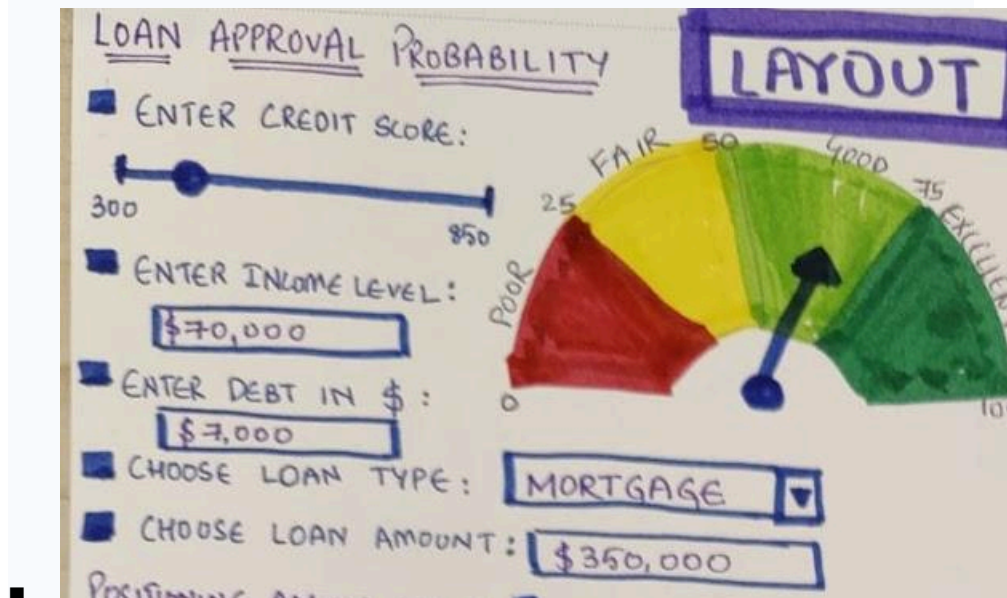 LOAN APPROVAL PROBABILITY
LAYOUT
ENTER CREDIT SCORE:
300
850
ENTER INCOME LEVEL:
$70,000
ENTER DEBT IN $:
$7,000
CHOOSE LOAN TYPE:
MORTGAGE
CHOOSE LOAN AMOUNT:
$350,000
0
POOR
25
FAIR
50
GOOD
75